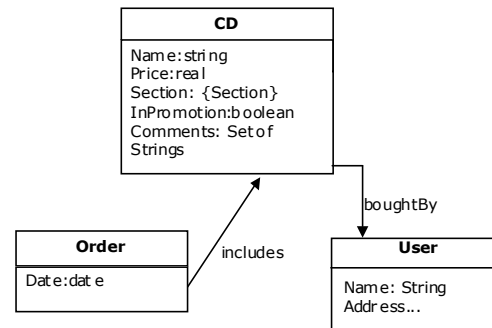 CD
Name:string
Price:real
Section: {Section}
InPromotion:boolean
Comments: Set of
Strings
boughtBy
Order
includes
User
Date:date
Name: String
Address...